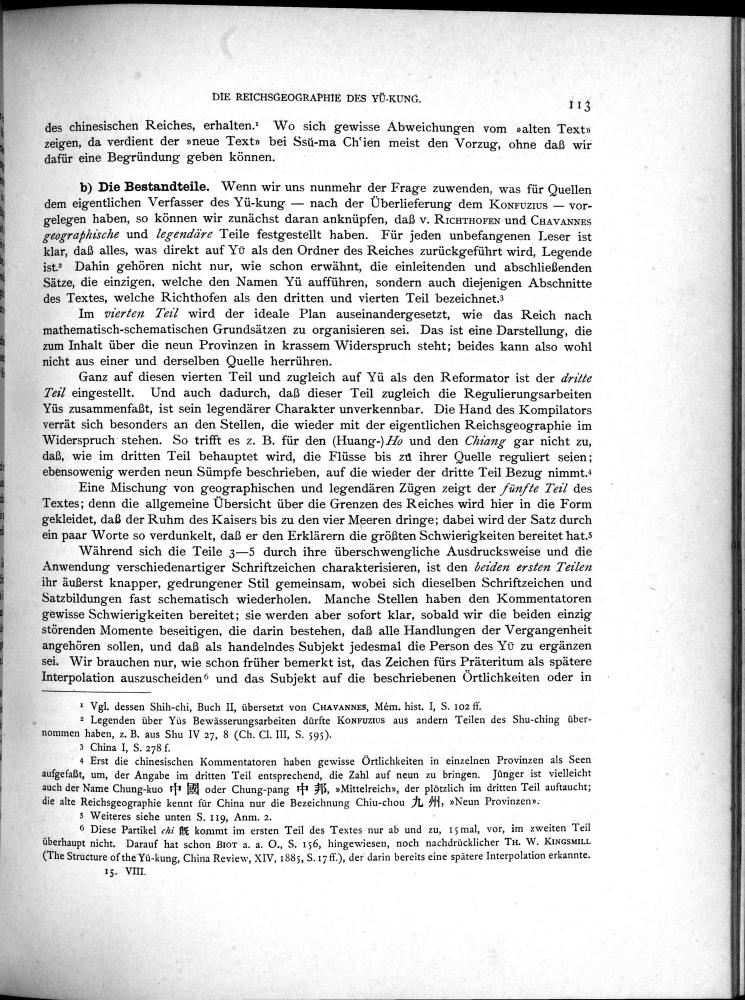 DIE REICHSGEOGRAPHIE DES YÜ-KUNG.
113
des chinesischen Reiches, erhalten.¹ Wo sich gewisse Abweichungen vom »alten Text»
zeigen, da verdient der »neue Text» bei Ssü-ma Chʻien meist den Vorzug, ohne daß wir
dafür eine Begründung geben können.
b) Die Bestandteile. Wenn wir uns nunmehr der Frage zuwenden, was für Quellen
dem eigentlichen Verfasser des Yü-kung — nach der Überlieferung dem KONFUZIUS — vor-
gelegen haben, so können wir zunächst daran anknüpfen, daß v. RICHTHOFEN und CHAVANNES
geographische und legendäre Teile festgestellt haben. Für jeden unbefangenen Leser ist
klar, daß alles, was direkt auf Yü als den Ordner des Reiches zurückgeführt wird, Legende
ist.² Dahin gehören nicht nur, wie schon erwähnt, die einleitenden und abschließenden
Sätze, die einzigen, welche den Namen Yü aufführen, sondern auch diejenigen Abschnitte
des Textes, welche Richthofen als den dritten und vierten Teil bezeichnet.³
Im vierten Teil wird der ideale Plan auseinandergesetzt, wie das Reich nach
mathematisch-schematischen Grundsätzen zu organisieren sei. Das ist eine Darstellung, die
zum Inhalt über die neun Provinzen in krassem Widerspruch steht; beides kann also wohl
nicht aus einer und derselben Quelle herrühren.
Ganz auf diesen vierten Teil und zugleich auf Yü als den Reformator ist der dritte
Teil eingestellt. Und auch dadurch, daß dieser Teil zugleich die Regulierungsarbeiten
Yüs zusammenfaßt, ist sein legendärer Charakter unverkennbar. Die Hand des Kompilators
verrät sich besonders an den Stellen, die wieder mit der eigentlichen Reichsgeographie im
Widerspruch stehen. So trifft es z. B. für den (Huang-) Ho und den Chiang gar nicht zu,
daß, wie im dritten Teil behauptet wird, die Flüsse bis zu ihrer Quelle reguliert seien;
ebensowenig werden neun Sümpfe beschrieben, auf die wieder der dritte Teil Bezug nimmt.⁴
Eine Mischung von geographischen und legendären Zügen zeigt der fünfte Teil des
Textes; denn die allgemeine Übersicht über die Grenzen des Reiches wird hier in die Form
gekleidet, daß der Ruhm des Kaisers bis zu den vier Meeren dringe; dabei wird der Satz durch
ein paar Worte so verdunkelt, daß er den Erklärern die größten Schwierigkeiten bereitet hat.⁵
Während sich die Teile 3—5 durch ihre überschwengliche Ausdrucksweise und die
Anwendung verschiedenartiger Schriftzeichen charakterisieren, ist den beiden ersten Teilen
ihr äußerst knapper, gedrungener Stil gemeinsam, wobei sich dieselben Schriftzeichen und
Satzbildungen fast schematisch wiederholen. Manche Stellen haben den Kommentatoren
gewisse Schwierigkeiten bereitet; sie werden aber sofort klar, sobald wir die beiden einzig
störenden Momente beseitigen, die darin bestehen, daß alle Handlungen der Vergangenheit
angehören sollen, und daß als handelndes Subjekt jedesmal die Person des Yü zu ergänzen
sei. Wir brauchen nur, wie schon früher bemerkt ist, das Zeichen fürs Präteritum als spätere
Interpolation auszuscheiden⁶ und das Subjekt auf die beschriebenen Örtlichkeiten oder in
¹ Vgl. dessen Shih-chi, Buch II, übersetzt von CHAVANNES, Mém. hist. I, S. 102 ff.
² Legenden über Yüs Bewässerungsarbeiten dürfte KONFUZIUS aus andern Teilen des Shu-ching über-
nommen haben, z. B. aus Shu IV 27, 8 (Ch. Cl. III, S. 595).
³ China I, S. 278 f.
⁴ Erst die chinesischen Kommentatoren haben gewisse Örtlichkeiten in einzelnen Provinzen als Seen
aufgefaßt, um, der Angabe im dritten Teil entsprechend, die Zahl auf neun zu bringen. Jünger ist vielleicht
auch der Name Chung-kuo 中國 oder Chung-pang 中邦, »Mittelreich», der plötzlich im dritten Teil auftaucht;
die alte Reichsgeographie kennt für China nur die Bezeichnung Chiu-chou 九州, »Neun Provinzen».
⁵ Weiteres siehe unten S. 119, Anm. 2.
⁶ Diese Partikel chi 旣 kommt im ersten Teil des Textes nur ab und zu, 15mal, vor, im zweiten Teil
überhaupt nicht. Darauf hat schon BIOT a. a. O., S. 156, hingewiesen, noch nachdrücklicher TH. W. KINGSMILL
(The Structure of the Yü-kung, China Review, XIV, 1885, S. 17 ff.), der darin bereits eine spätere Interpolation erkannte.
15. VIII.